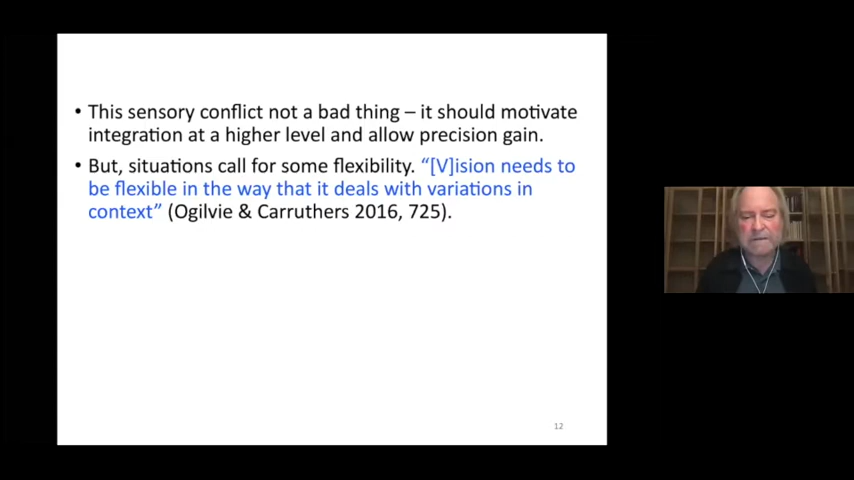 • This sensory conflict not a bad thing – it should motivate
integration at a higher level and allow precision gain.
• But, situations call for some flexibility. “[V]ision needs to
be flexible in the way that it deals with variations in
context” (Ogilvie & Carruthers 2016, 725).
12